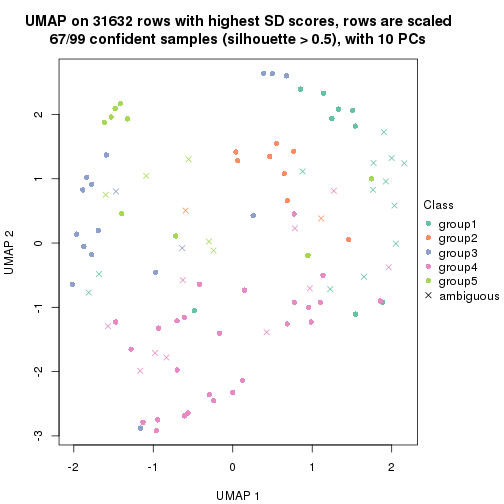 UMAP on 31632 rows with highest SD scores, rows are scaled
67/99 confident samples (silhouette > 0.5), with 10 PCs
UMAP 2
2
1
0
-1
-2
-3
-2
-1
0
1
2
UMAP 1
Class
group1
group2
group3
group4
group5
ambiguous